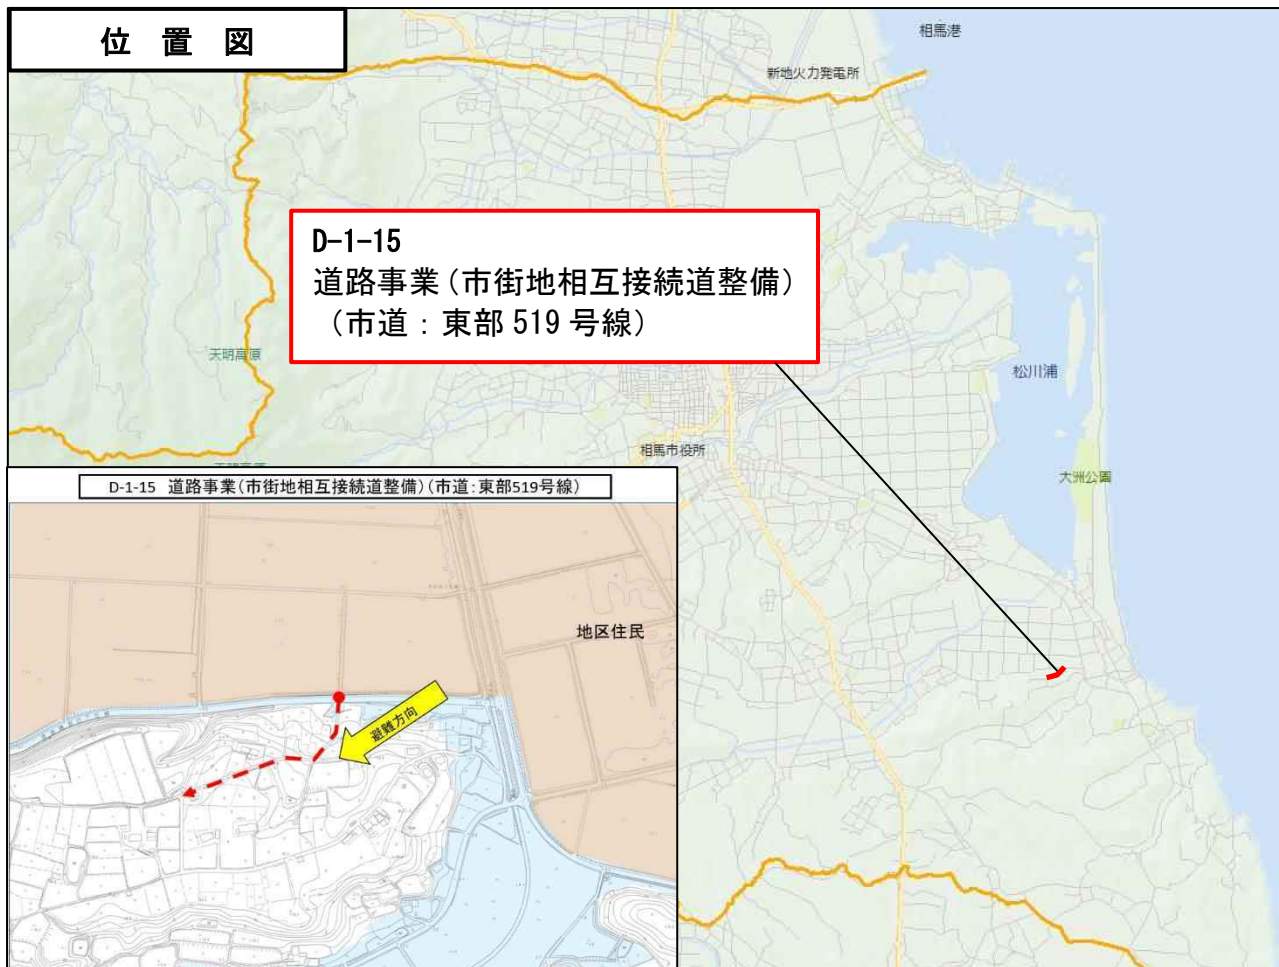 位 置 図
相馬港
新地火力発電所
D-1-15
道路事業(市街地相互接続道整備)
(市道:東部 519 号線)
天明高原
松川浦
相馬市役所
大洲公園
D-1-15 道路事業(市街地相互接続道整備)(市道:東部519号線)
地区住民
避難方向